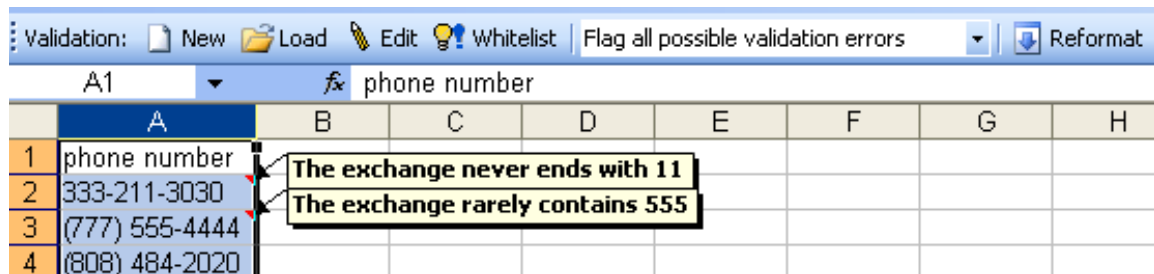 Validation: New Load Edit Whitelist Flag all possible validation errors Reformat
A1 fx phone number
A B C D E F G H
1 phone number
The exchange never ends with 11
2 333-211-3030
The exchange rarely contains 555
3 (777) 555-4444
4 (808) 484-2020